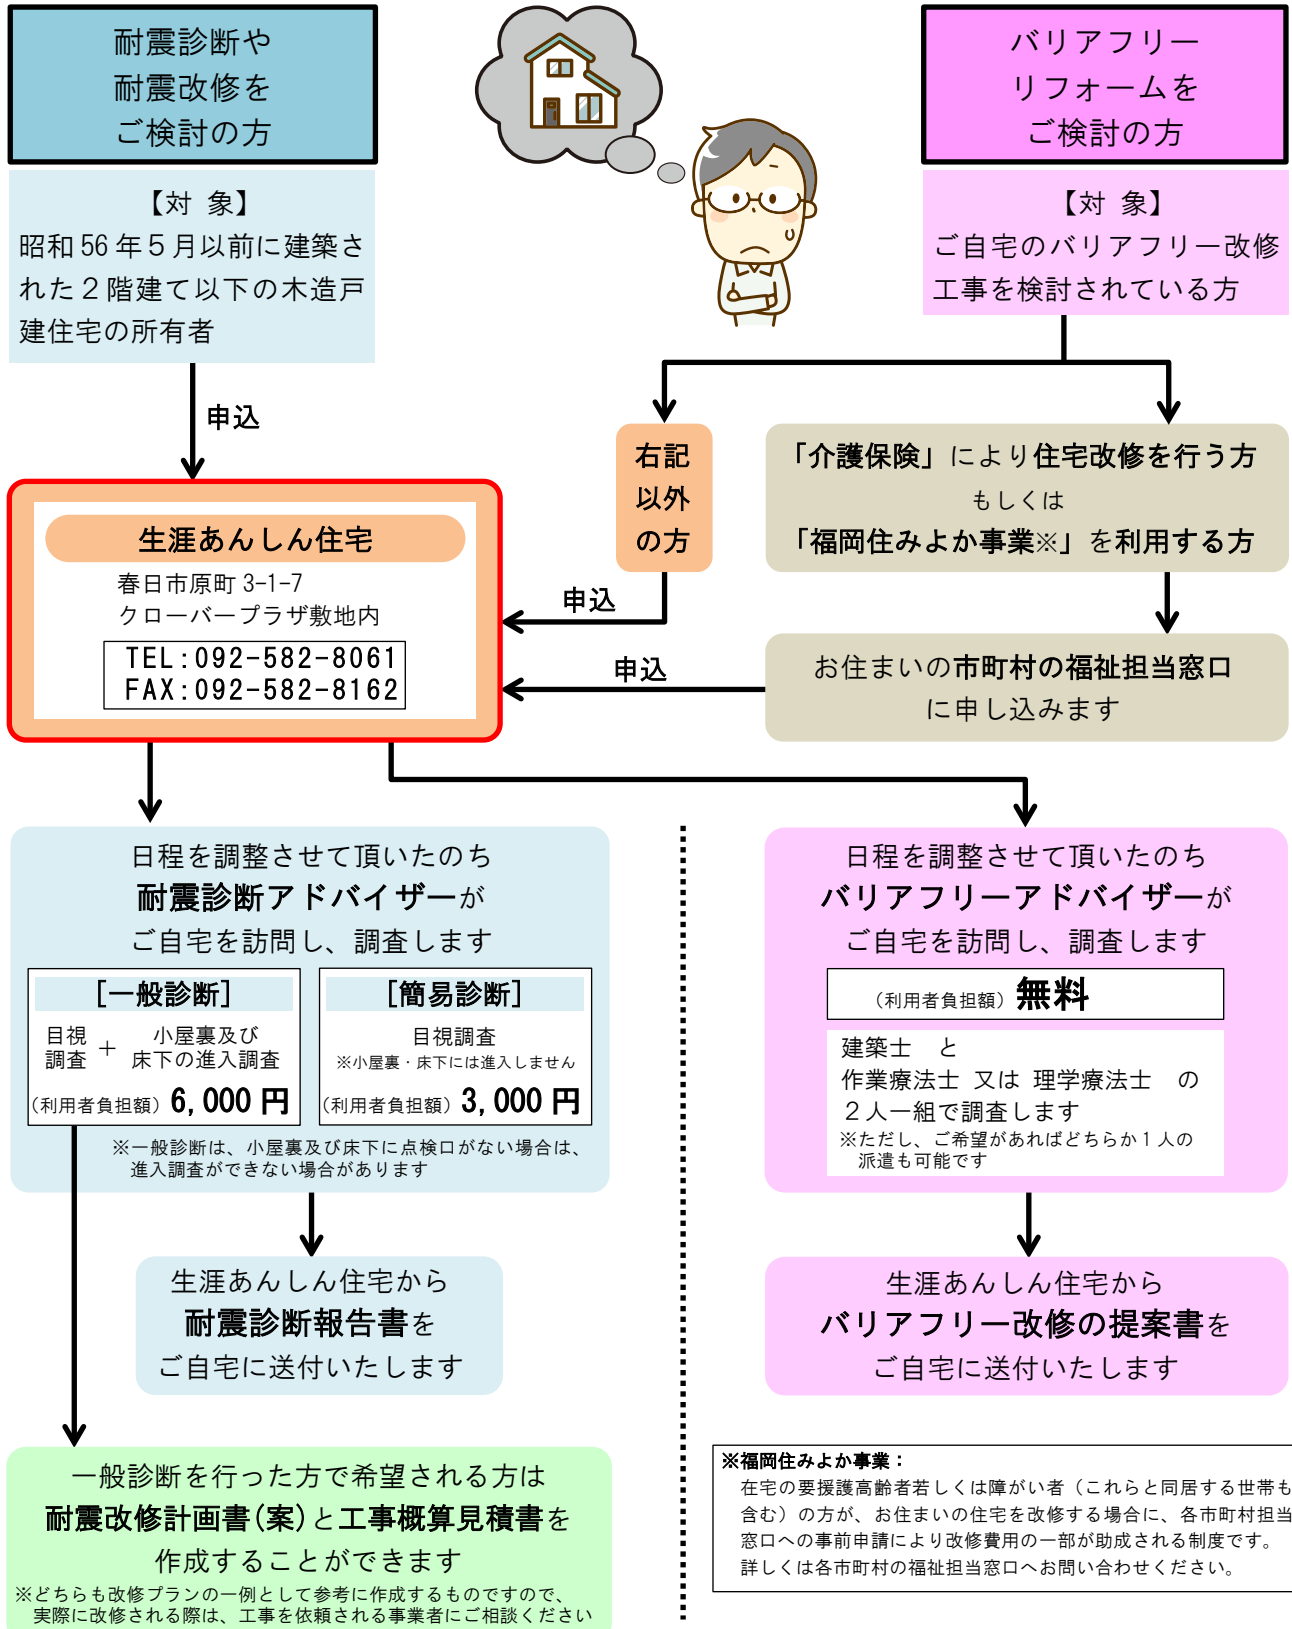 耐震診断や
耐震改修を
ご検討の方
【対 象】
昭和56年5月以前に建築さ
れた2階建て以下の木造戸
建住宅の所有者
バリアフリー
リフォームを
ご検討の方
【対 象】
ご自宅のバリアフリー改修
工事を検討されている方
申込
右記
以外
の方
「介護保険」により住宅改修を行う方
もしくは
「福岡住みよか事業※」を利用する方
生涯あんしん住宅
春日市原町3-1-7
クローバープラザ敷地内
TEL:092-582-8061
FAX:092-582-8162
申込
申込
お住まいの市町村の福祉担当窓口
に申し込みます
日程を調整させて頂いたのち
耐震診断アドバイザーが
ご自宅を訪問し、調査します
[一般診断]
目視
調査
+
小屋裏及び
床下の進入調査
(利用者負担額)6,000円
[簡易診断]
目視調査
※小屋裏・床下には進入しません
(利用者負担額)3,000円
※一般診断は、小屋裏及び床下に点検口がない場合は、
進入調査ができない場合があります
日程を調整させて頂いたのち
バリアフリーアドバイザーが
ご自宅を訪問し、調査します
(利用者負担額)無料
建築士 と
作業療法士 又は 理学療法士 の
2人一組で調査します
※ただし、ご希望があればどちらか1人の
派遣も可能です
生涯あんしん住宅から
耐震診断報告書を
ご自宅に送付いたします
生涯あんしん住宅から
バリアフリー改修の提案書を
ご自宅に送付いたします
一般診断を行った方で希望される方は
耐震改修計画書(案)と工事概算見積書を
作成することができます
※どちらも改修プランの一例として参考に作成するものですので、
実際に改修される際は、工事を依頼される事業者にご相談ください
※福岡住みよか事業：
在宅の要援護高齢者若しくは障がい者（これらと同居する世帯も
含む）の方が、お住まいの住宅を改修する場合に、各市町村担当
窓口への事前申請により改修費用の一部が助成される制度です。
詳しくは各市町村の福祉担当窓口へお問い合わせください。